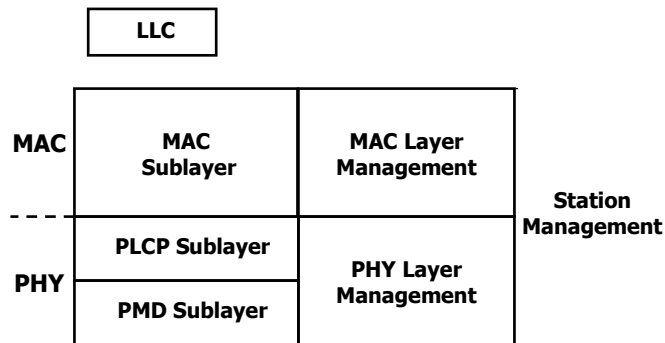 LLC
MAC
MAC
Sublayer
MAC Layer
Management
Station
Management
PHY
PLCP Sublayer
PMD Sublayer
PHY Layer
Management